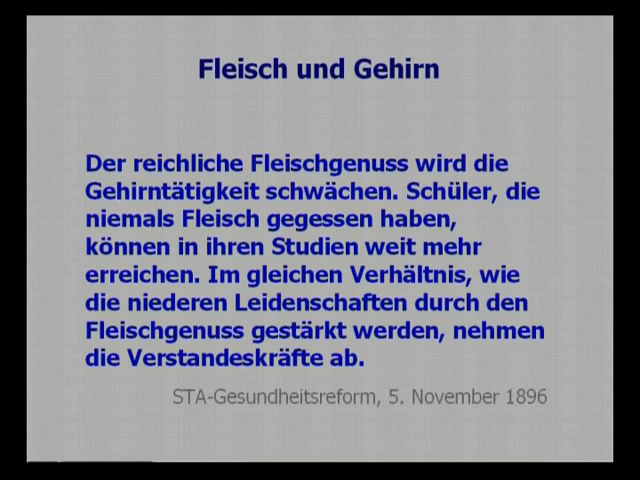 Fleisch und Gehirn
Der reichliche Fleischgenuss wird die
Gehirntätigkeit schwächen. Schüler, die
niemals Fleisch gegessen haben,
können in ihren Studien weit mehr
erreichen. Im gleichen Verhältnis, wie
die niederen Leidenschaften durch den
Fleischgenuss gestärkt werden, nehmen
die Verstandeskräfte ab.
STA-Gesundheitsreform, 5. November 1896